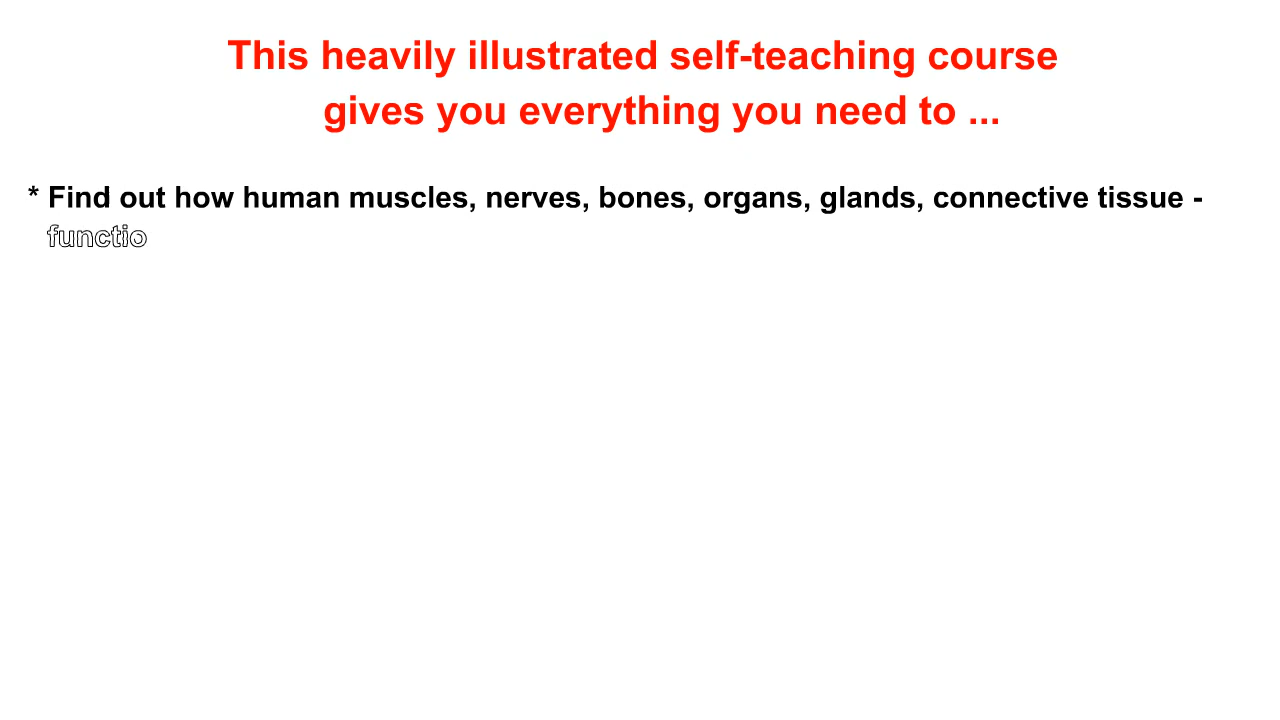 This heavily illustrated self-teaching course
gives you everything you need to ...
* Find out how human muscles, nerves, bones, organs, glands, connective tissue -
functio